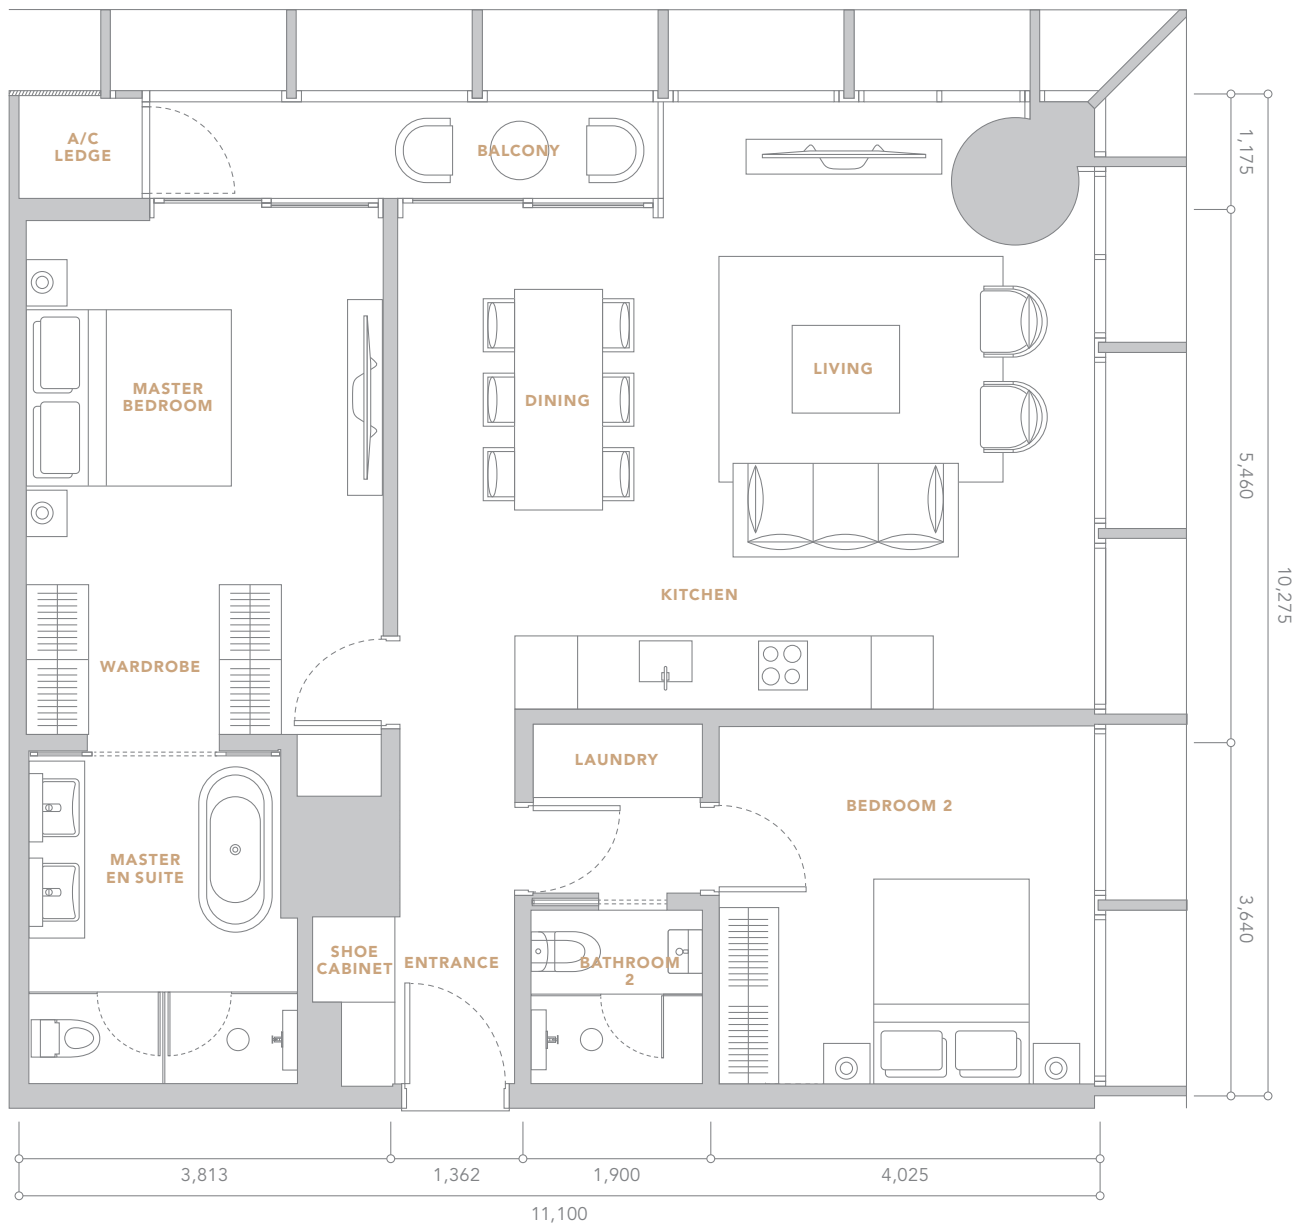 A/C
LEDGE
BALCONY
1,175
MASTER
BEDROOM
DINING
LIVING
5,460
10,275
KITCHEN
WARDROBE
LAUNDRY
BEDROOM 2
MASTER
EN SUITE
SHOE
CABINET
ENTRANCE
BATHROOM
2
3,640
3,813
1,362
1,900
4,025
11,100